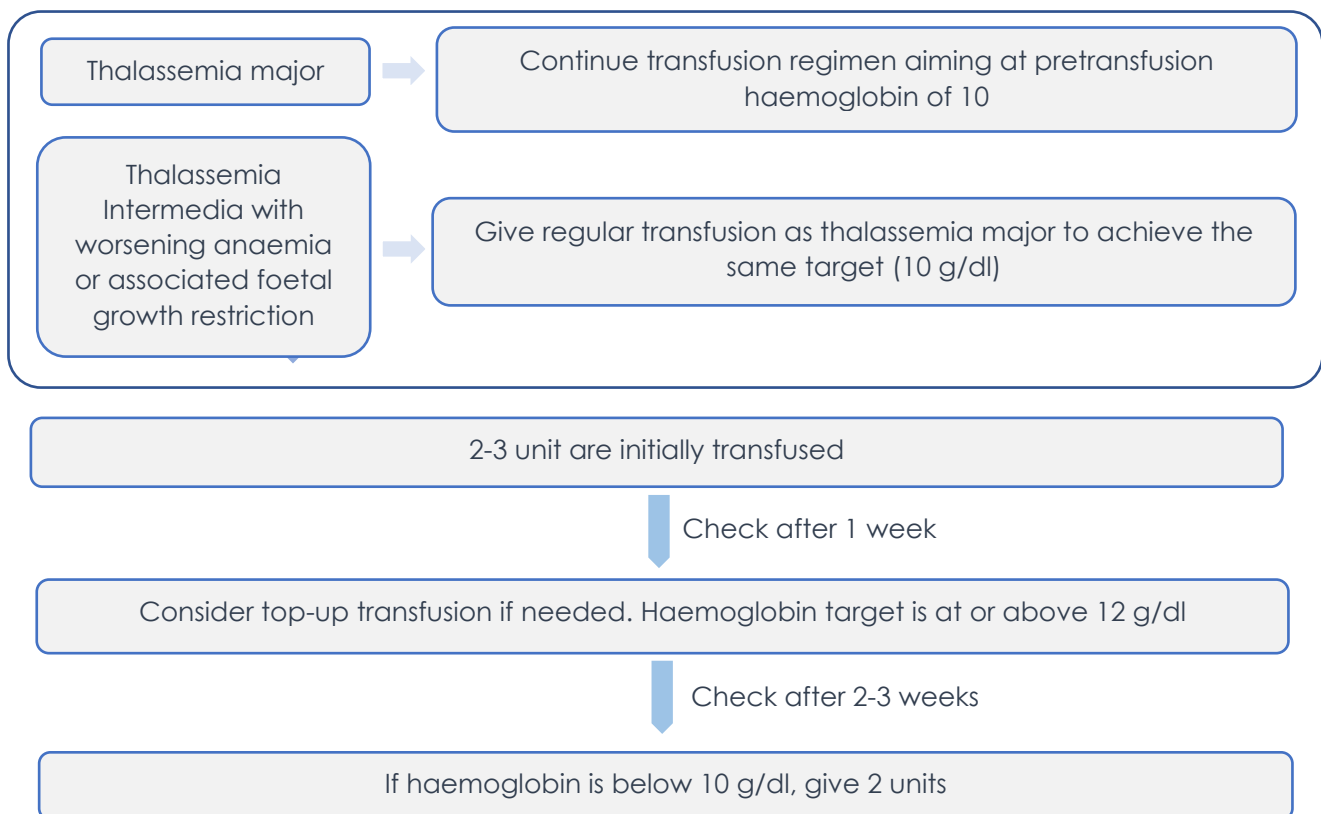 Thalassemia major
Continue transfusion regimen aiming at pretransfusion
haemoglobin of 10
Thalassemia
Intermedia with
worsening anaemia
or associated foetal
growth restriction
Give regular transfusion as thalassemia major to achieve the
same target (10 g/dl)
2-3 unit are initially transfused
Check after 1 week
Consider top-up transfusion if needed. Haemoglobin target is at or above 12 g/dl
Check after 2-3 weeks
If haemoglobin is below 10 g/dl, give 2 units